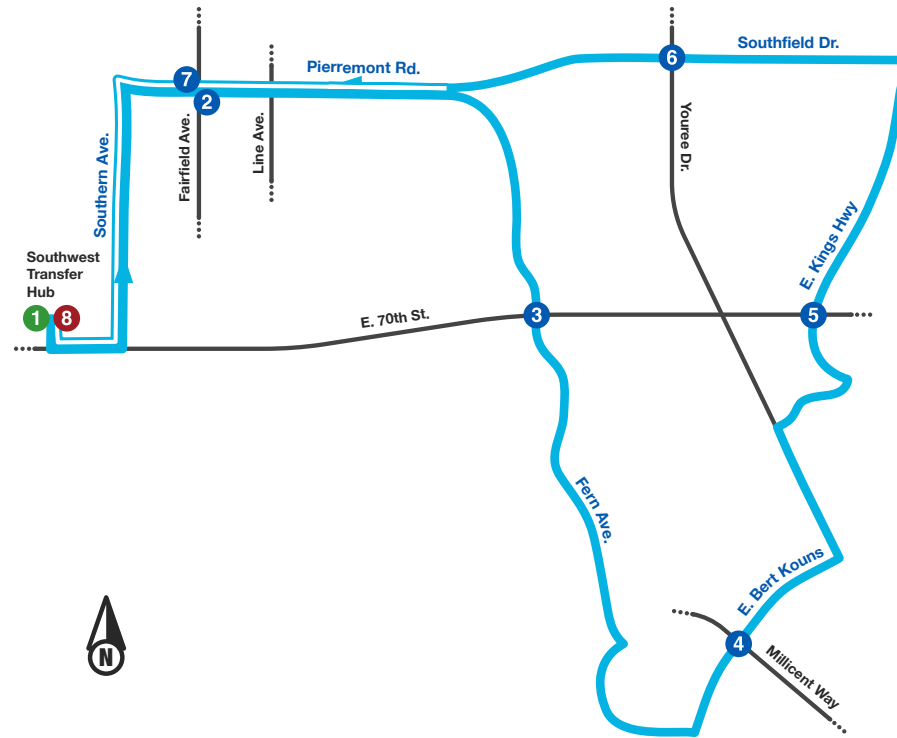 6
Southfield Dr.
Pierremont Rd.
7
2
Fairfield Ave.
Line Ave.
Youree Dr.
Southern Ave.
E. Kings Hwy
Southwest
Transfer
Hub
1
8
E. 70th St.
3
5
Fern Ave.
E. Bert Kouns
4
Millicent Way
N